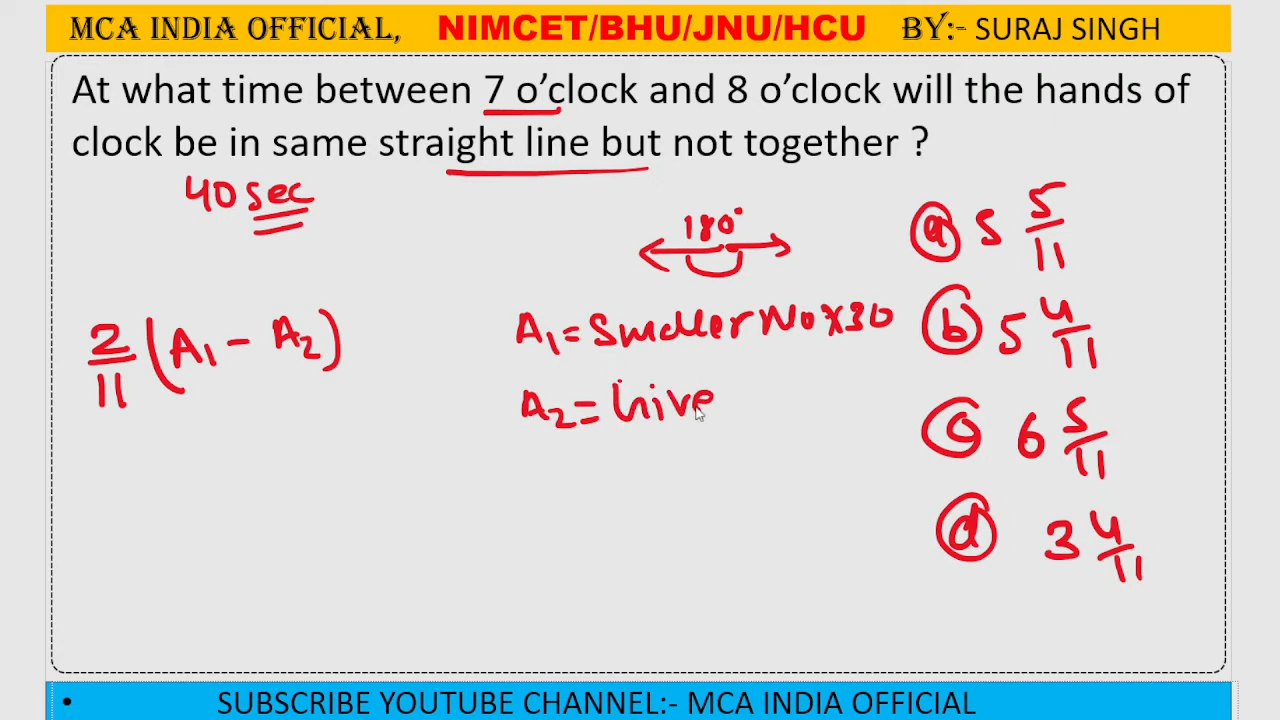 MCA INDIA OFFICIAL, NIMCET/BHU/JNU/HCU BY:- SURAJ SINGH
At what time between 7 o’clock and 8 o’clock will the hands of
clock be in same straight line but not together ?
40 sec
180°
(a) 5 5/11
2/11 (A₁ - A₂)
A₁ = Smaller No × 30
(b) 5 4/11
A₂ = give
(c) 6 5/11
(d) 3 4/11
• SUBSCRIBE YOUTUBE CHANNEL:- MCA INDIA OFFICIAL